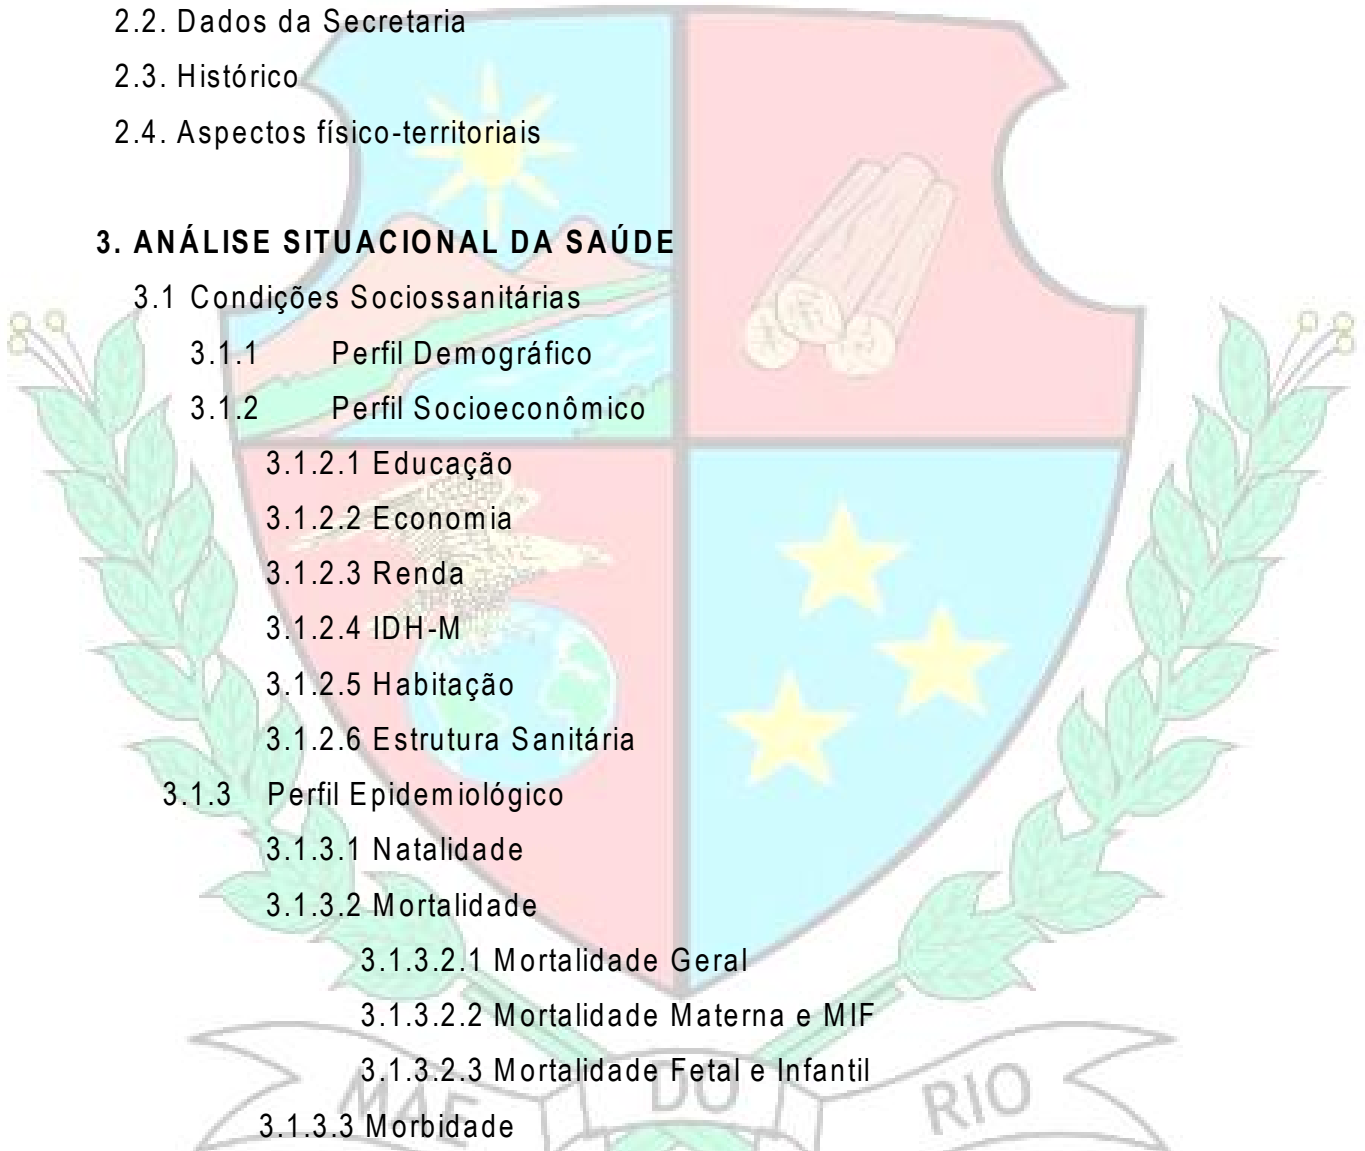 2.2. Dados da Secretaria
2.3. Histórico
2.4. Aspectos físico-territoriais
3. ANÁLISE SITUACIONAL DA SAÚDE
3.1 Condições Sociossanitárias
3.1.1 Perfil Demográfico
3.1.2 Perfil Socioeconômico
3.1.2.1 Educação
3.1.2.2 Economia
3.1.2.3 Renda
3.1.2.4 IDH-M
3.1.2.5 Habitação
3.1.2.6 Estrutura Sanitária
3.1.3 Perfil Epidemiológico
3.1.3.1 Natalidade
3.1.3.2 Mortalidade
3.1.3.2.1 Mortalidade Geral
3.1.3.2.2 Mortalidade Materna e MIF
3.1.3.2.3 Mortalidade Fetal e Infantil
3.1.3.3 Morbidade
MÃE DO RIO